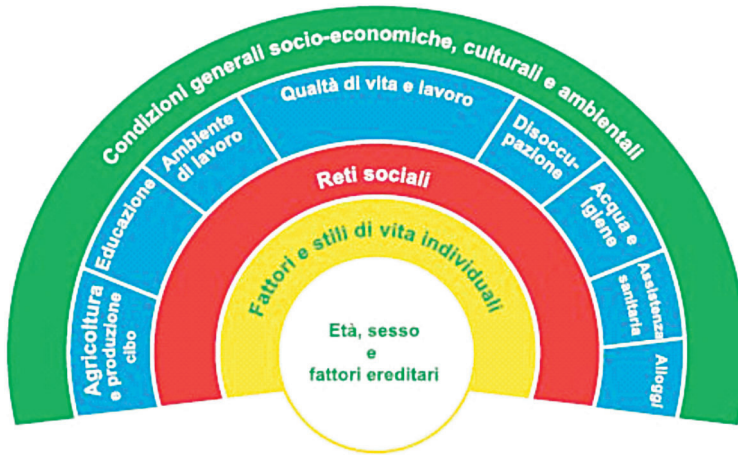 Condizioni generali socio-economiche, culturali e ambientali
Agricoltura
e produzione
cibo
Educazione
Ambiente
di lavoro
Qualtà di vita e lavoro
Disoccu-
pazione
Acqua e
Igiene
Assistenza
sanitaria
Alloggi
Reti sociali
Fattori e stili di vita individuali
Età, sesso
e
fattori ereditari